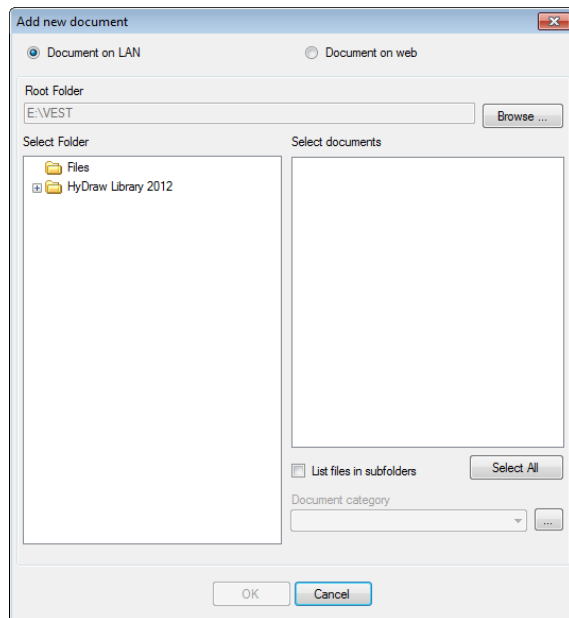 Add new document
Document on LAN Document on web
Root Folder
E:\VEST Browse ...
Select Folder Select documents
Files
HyDraw Library 2012
List files in subfolders Select All
Document category
...
OK Cancel